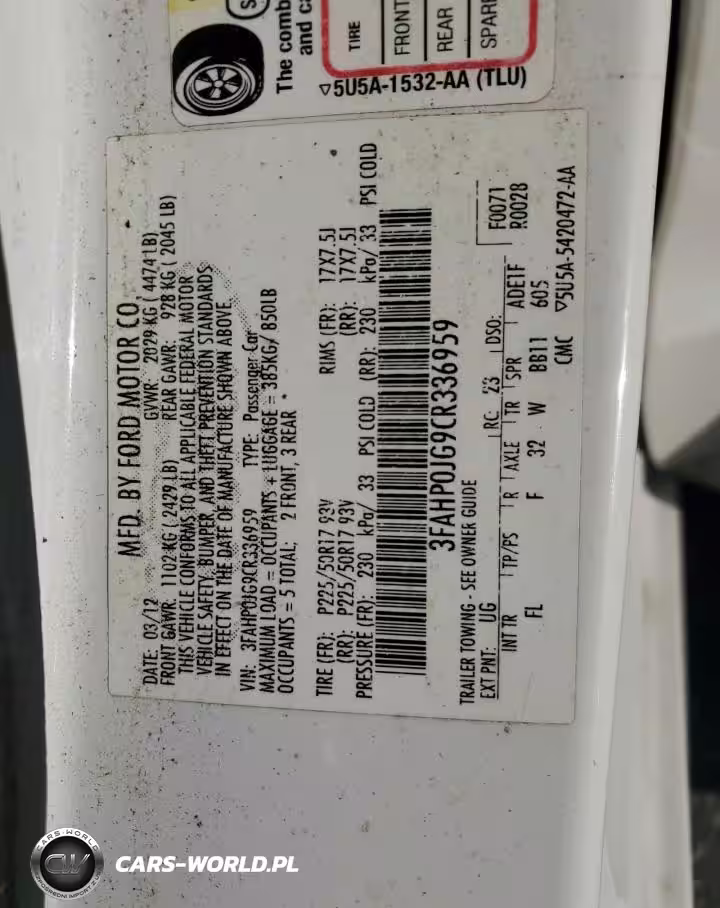 The comb
and ca
TIRE
FRONT
REAR
SPARE
▽5U5A-1532-AA (TLU)
MFD. BY FORD MOTOR CO.
DATE: 03/12 GVWR: 2029 KG ( 4474 LB)
FRONT GAWR: 1102 KG ( 2429 LB) REAR GAWR: 928 KG ( 2045 LB)
THIS VEHICLE CONFORMS TO ALL APPLICABLE FEDERAL MOTOR
VEHICLE SAFETY, BUMPER, AND THEFT PREVENTION STANDARDS
IN EFFECT ON THE DATE OF MANUFACTURE SHOWN ABOVE.
VIN: 3FAHP0JG9CR336959 TYPE: Passenger Car
MAXIMUM LOAD = OCCUPANTS + LUGGAGE = 385KG/ 850LB
OCCUPANTS = 5 TOTAL: 2 FRONT, 3 REAR *
TIRE (FR): P225/50R17 93V RIMS (FR): 17X7.5J
(RR): P225/50R17 93V (RR): 17X7.5J
PRESSURE (FR): 230 kPa/ 33 PSI COLD (RR): 230 kPa/ 33 PSI COLD
3FAHP0JG9CR336959
TRAILER TOWING - SEE OWNER GUIDE
F0071
R0028
EXT PNT: UG RC: 23 DSO:
INT TR TP/PS R AXLE TR SPR ADE1F
FL F 32 W BB11 605
CMC ▽5U5A-5420472-AA
CARS-WORLD
CW
CARS-WORLD.PL